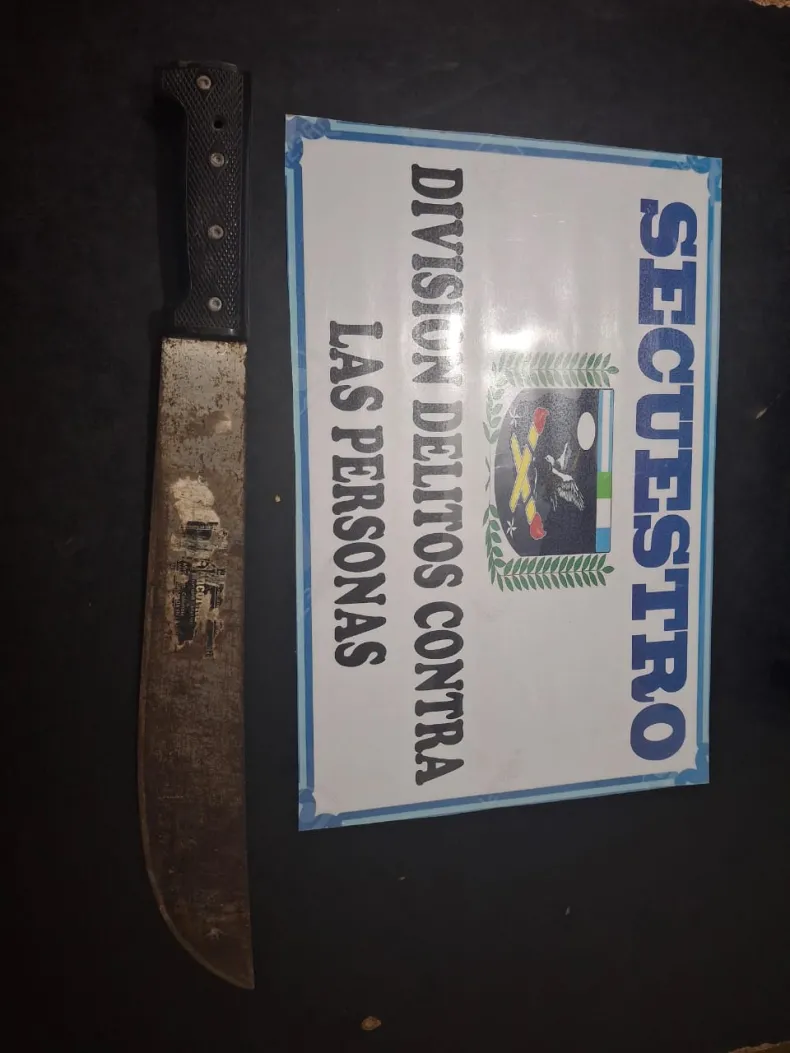 SECUESTRO
DIVISION DELITOS CONTRA
LAS PERSONAS